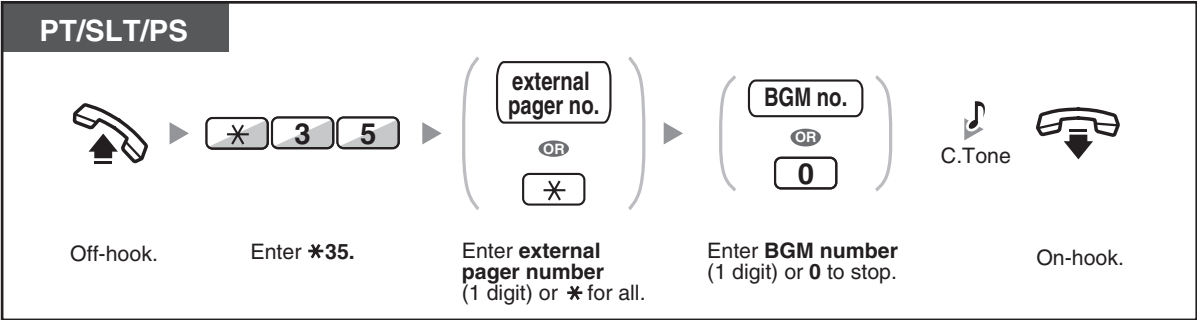 PT/SLT/PS
external
pager no.
OR
*
BGM no.
OR
0
* 3 5
C.Tone
Off-hook.
Enter *35.
Enter external
pager number
(1 digit) or * for all.
Enter BGM number
(1 digit) or 0 to stop.
On-hook.